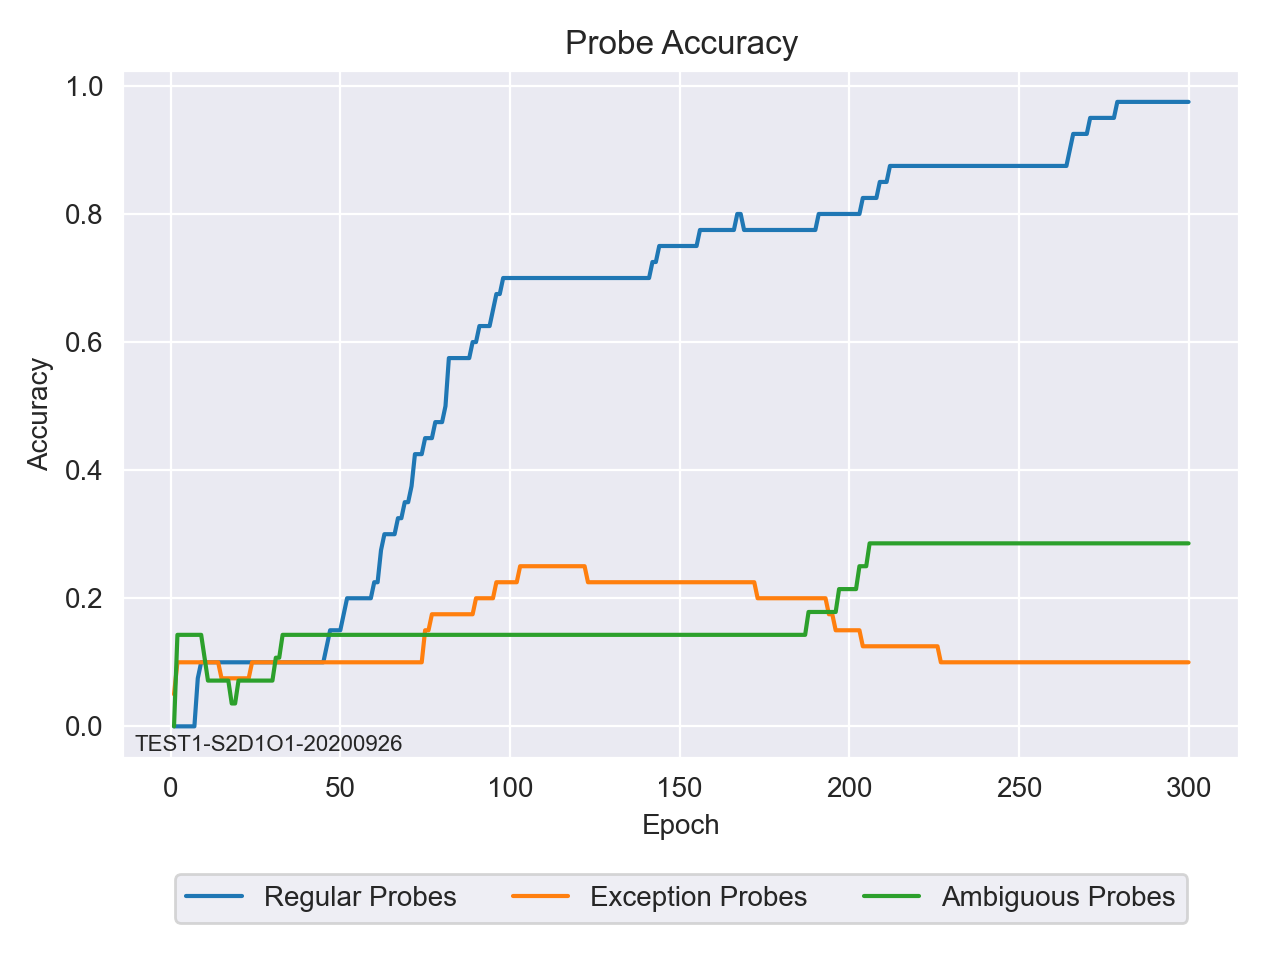 Probe Accuracy
1.0
0.8
0.6
0.4
0.2
0.0
Accuracy
TEST1-S2D1O1-20200926
0 50 100 150 200 250 300
Epoch
Regular Probes Exception Probes Ambiguous Probes